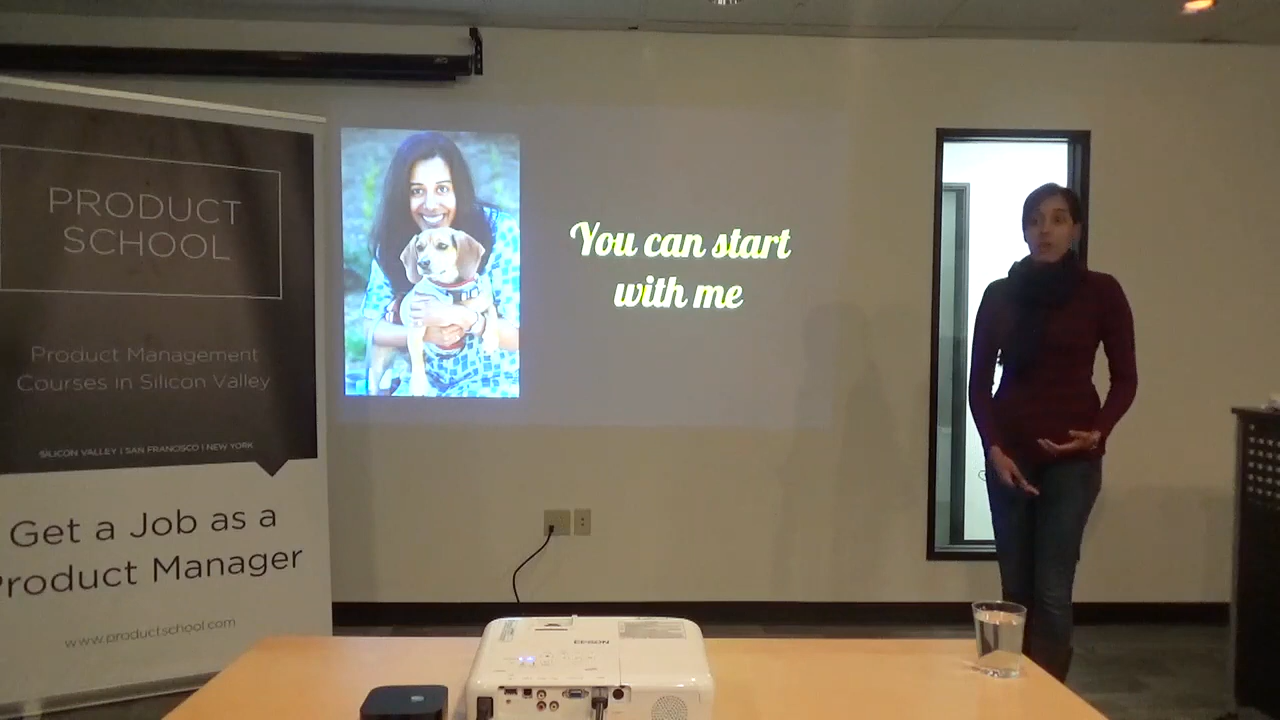 PRODUCT
SCHOOL
Product Management
Courses in Silicon Valley
SILICON VALLEY | SAN FRANCISCO | NEW YORK
Get a Job as a
Product Manager
www.productschool.com
You can start
with me
EPSON